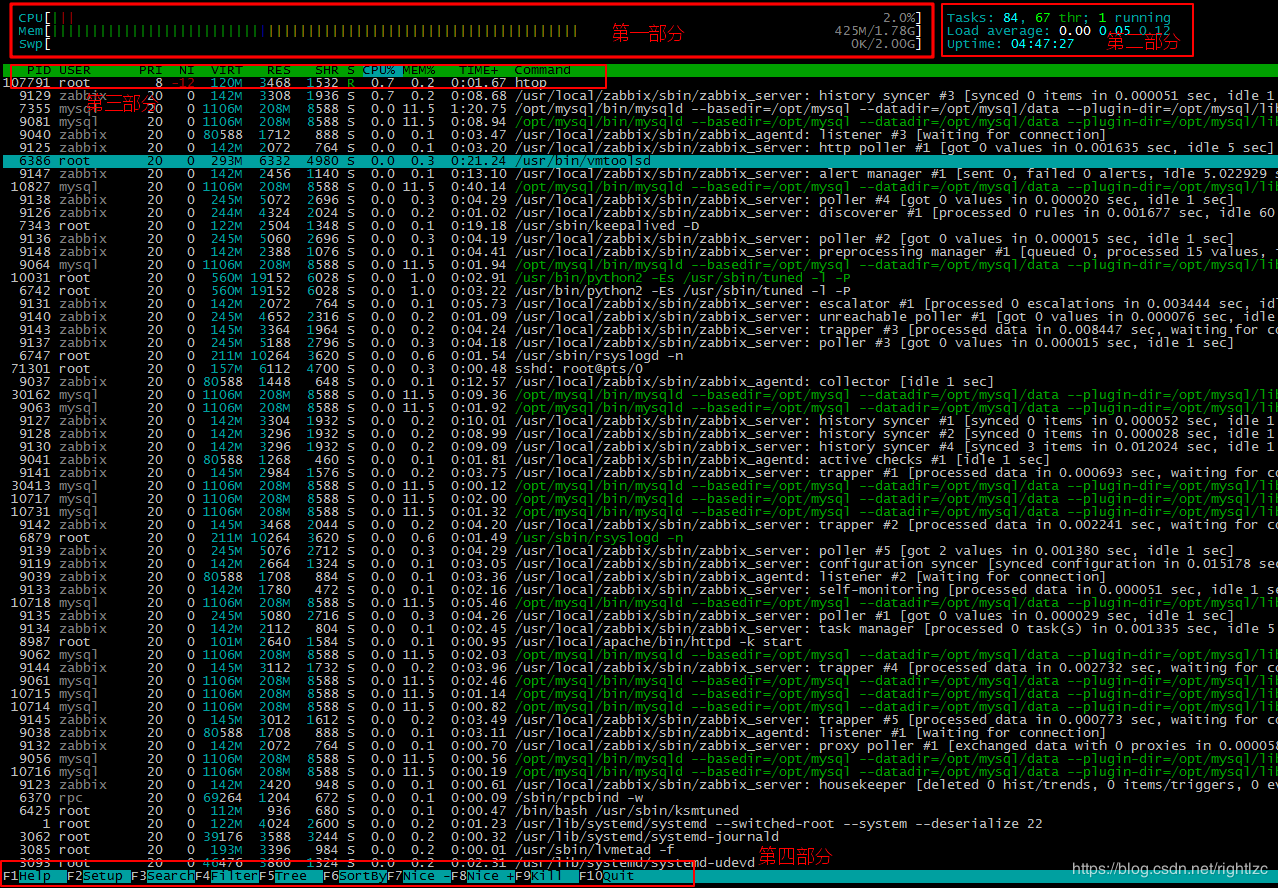 CPU[||| 2.0%]
Mem[|||||||||||||||||||||||||||||||||||||||||||||||||||||||||||||||||| 425M/1.78G]
Swp[ 0K/2.00G]
第一部分
Tasks: 84, 67 thr; 1 running
Load average: 0.00 0.05 0.12
Uptime: 04:47:27
第二部分
PID USER PRI NI VIRT RES SHR S CPU% MEM% TIME+ Command
107791 root 8 -12 120M 3468 1532 R 0.7 0.2 0:01.67 htop
9129 zabbix 20 0 142M 3308 1936 S 0.7 0.2 0:08.68 /usr/local/zabbix/sbin/zabbix_server: history syncer #3 [synced 0 items in 0.000051 sec, idle 1
第三部分
7355 mysql 20 0 1106M 208M 8588 S 0.0 11.5 1:20.75 /opt/mysql/bin/mysqld --basedir=/opt/mysql --datadir=/opt/mysql/data --plugin-dir=/opt/mysql/lib
9081 mysql 20 0 1106M 208M 8588 S 0.0 11.5 0:08.94 /opt/mysql/bin/mysqld --basedir=/opt/mysql --datadir=/opt/mysql/data --plugin-dir=/opt/mysql/lib
9040 zabbix 20 0 80588 1712 888 S 0.0 0.1 0:03.47 /usr/local/zabbix/sbin/zabbix_agentd: listener #3 [waiting for connection]
9125 zabbix 20 0 142M 2072 764 S 0.0 0.1 0:03.20 /usr/local/zabbix/sbin/zabbix_server: http poller #1 [got 0 values in 0.001635 sec, idle 5 sec]
6386 root 20 0 293M 6332 4980 S 0.0 0.3 0:21.24 /usr/bin/vmtoolsd
9147 zabbix 20 0 142M 2456 1140 S 0.0 0.1 0:13.10 /usr/local/zabbix/sbin/zabbix_server: alert manager #1 [sent 0, failed 0 alerts, idle 5.022929 s
10827 mysql 20 0 1106M 208M 8588 S 0.0 11.5 0:40.14 /opt/mysql/bin/mysqld --basedir=/opt/mysql --datadir=/opt/mysql/data --plugin-dir=/opt/mysql/lib
9138 zabbix 20 0 245M 5072 2696 S 0.0 0.3 0:04.29 /usr/local/zabbix/sbin/zabbix_server: poller #4 [got 0 values in 0.000020 sec, idle 1 sec]
9126 zabbix 20 0 244M 4324 2024 S 0.0 0.2 0:01.02 /usr/local/zabbix/sbin/zabbix_server: discoverer #1 [processed 0 rules in 0.001677 sec, idle 60
7343 root 20 0 122M 2504 1348 S 0.0 0.1 0:19.18 /usr/sbin/keepalived -D
9136 zabbix 20 0 245M 5060 2696 S 0.0 0.3 0:04.19 /usr/local/zabbix/sbin/zabbix_server: poller #2 [got 0 values in 0.000015 sec, idle 1 sec]
9148 zabbix 20 0 142M 2388 1076 S 0.0 0.1 0:04.41 /usr/local/zabbix/sbin/zabbix_server: preprocessing manager #1 [queued 0, processed 15 values,
9064 mysql 20 0 1106M 208M 8588 S 0.0 11.5 0:01.94 /opt/mysql/bin/mysqld --basedir=/opt/mysql --datadir=/opt/mysql/data --plugin-dir=/opt/mysql/lib
10031 root 20 0 560M 19152 6028 S 0.0 1.0 0:02.91 /usr/bin/python2 -Es /usr/sbin/tuned -l -P
6742 root 20 0 560M 19152 6028 S 0.0 1.0 0:03.22 /usr/bin/python2 -Es /usr/sbin/tuned -l -P
9131 zabbix 20 0 142M 2072 764 S 0.0 0.1 0:05.73 /usr/local/zabbix/sbin/zabbix_server: escalator #1 [processed 0 escalations in 0.003444 sec, idl
9140 zabbix 20 0 245M 4652 2316 S 0.0 0.2 0:01.09 /usr/local/zabbix/sbin/zabbix_server: unreachable poller #1 [got 0 values in 0.000076 sec, idle
9143 zabbix 20 0 145M 3364 1964 S 0.0 0.2 0:04.24 /usr/local/zabbix/sbin/zabbix_server: trapper #3 [processed data in 0.008447 sec, waiting for co
9137 zabbix 20 0 245M 5188 2796 S 0.0 0.3 0:04.18 /usr/local/zabbix/sbin/zabbix_server: poller #3 [got 0 values in 0.000015 sec, idle 1 sec]
6747 root 20 0 211M 10264 3620 S 0.0 0.6 0:01.54 /usr/sbin/rsyslogd -n
71301 root 20 0 157M 6112 4700 S 0.0 0.3 0:00.48 sshd: root@pts/0
9037 zabbix 20 0 80588 1448 648 S 0.0 0.1 0:12.57 /usr/local/zabbix/sbin/zabbix_agentd: collector [idle 1 sec]
30162 mysql 20 0 1106M 208M 8588 S 0.0 11.5 0:09.36 /opt/mysql/bin/mysqld --basedir=/opt/mysql --datadir=/opt/mysql/data --plugin-dir=/opt/mysql/lib
9063 mysql 20 0 1106M 208M 8588 S 0.0 11.5 0:01.92 /opt/mysql/bin/mysqld --basedir=/opt/mysql --datadir=/opt/mysql/data --plugin-dir=/opt/mysql/lib
9127 zabbix 20 0 142M 3304 1932 S 0.0 0.2 0:10.01 /usr/local/zabbix/sbin/zabbix_server: history syncer #1 [synced 0 items in 0.000052 sec, idle 1
9128 zabbix 20 0 142M 3296 1932 S 0.0 0.2 0:08.99 /usr/local/zabbix/sbin/zabbix_server: history syncer #2 [synced 0 items in 0.000028 sec, idle 1
9130 zabbix 20 0 142M 3296 1932 S 0.0 0.2 0:09.09 /usr/local/zabbix/sbin/zabbix_server: history syncer #4 [synced 3 items in 0.012024 sec, idle 1
9041 zabbix 20 0 80588 1268 460 S 0.0 0.1 0:01.81 /usr/local/zabbix/sbin/zabbix_agentd: active checks #1 [idle 1 sec]
9141 zabbix 20 0 145M 2984 1576 S 0.0 0.2 0:03.75 /usr/local/zabbix/sbin/zabbix_server: trapper #1 [processed data in 0.000693 sec, waiting for co
30413 mysql 20 0 1106M 208M 8588 S 0.0 11.5 0:00.12 /opt/mysql/bin/mysqld --basedir=/opt/mysql --datadir=/opt/mysql/data --plugin-dir=/opt/mysql/lib
10717 mysql 20 0 1106M 208M 8588 S 0.0 11.5 0:02.00 /opt/mysql/bin/mysqld --basedir=/opt/mysql --datadir=/opt/mysql/data --plugin-dir=/opt/mysql/lib
10731 mysql 20 0 1106M 208M 8588 S 0.0 11.5 0:01.32 /opt/mysql/bin/mysqld --basedir=/opt/mysql --datadir=/opt/mysql/data --plugin-dir=/opt/mysql/lib
9142 zabbix 20 0 145M 3468 2044 S 0.0 0.2 0:04.20 /usr/local/zabbix/sbin/zabbix_server: trapper #2 [processed data in 0.002241 sec, waiting for co
6879 root 20 0 211M 10264 3620 S 0.0 0.6 0:01.49 /usr/sbin/rsyslogd -n
9139 zabbix 20 0 245M 5076 2712 S 0.0 0.3 0:04.29 /usr/local/zabbix/sbin/zabbix_server: poller #5 [got 2 values in 0.001380 sec, idle 1 sec]
9119 zabbix 20 0 142M 2664 1324 S 0.0 0.1 0:03.05 /usr/local/zabbix/sbin/zabbix_server: configuration syncer [synced configuration in 0.015178 sec
9039 zabbix 20 0 80588 1708 884 S 0.0 0.1 0:03.36 /usr/local/zabbix/sbin/zabbix_agentd: listener #2 [waiting for connection]
9133 zabbix 20 0 142M 1780 472 S 0.0 0.1 0:02.16 /usr/local/zabbix/sbin/zabbix_server: self-monitoring [processed data in 0.000051 sec, idle 1 se
10718 mysql 20 0 1106M 208M 8588 S 0.0 11.5 0:05.46 /opt/mysql/bin/mysqld --basedir=/opt/mysql --datadir=/opt/mysql/data --plugin-dir=/opt/mysql/lib
9135 zabbix 20 0 245M 5080 2716 S 0.0 0.3 0:04.26 /usr/local/zabbix/sbin/zabbix_server: poller #1 [got 0 values in 0.000029 sec, idle 1 sec]
9134 zabbix 20 0 142M 2112 804 S 0.0 0.1 0:02.45 /usr/local/zabbix/sbin/zabbix_server: task manager [processed 0 task(s) in 0.001335 sec, idle 5
8987 root 20 0 101M 2640 1584 S 0.0 0.1 0:00.95 /usr/local/apache/bin/httpd -k start
9062 mysql 20 0 1106M 208M 8588 S 0.0 11.5 0:02.03 /opt/mysql/bin/mysqld --basedir=/opt/mysql --datadir=/opt/mysql/data --plugin-dir=/opt/mysql/lib
9144 zabbix 20 0 145M 3112 1732 S 0.0 0.2 0:03.96 /usr/local/zabbix/sbin/zabbix_server: trapper #4 [processed data in 0.002732 sec, waiting for co
9061 mysql 20 0 1106M 208M 8588 S 0.0 11.5 0:02.46 /opt/mysql/bin/mysqld --basedir=/opt/mysql --datadir=/opt/mysql/data --plugin-dir=/opt/mysql/lib
10715 mysql 20 0 1106M 208M 8588 S 0.0 11.5 0:01.14 /opt/mysql/bin/mysqld --basedir=/opt/mysql --datadir=/opt/mysql/data --plugin-dir=/opt/mysql/lib
10714 mysql 20 0 1106M 208M 8588 S 0.0 11.5 0:00.82 /opt/mysql/bin/mysqld --basedir=/opt/mysql --datadir=/opt/mysql/data --plugin-dir=/opt/mysql/lib
9145 zabbix 20 0 145M 3012 1612 S 0.0 0.2 0:03.49 /usr/local/zabbix/sbin/zabbix_server: trapper #5 [processed data in 0.000773 sec, waiting for co
9038 zabbix 20 0 80588 1708 888 S 0.0 0.1 0:03.11 /usr/local/zabbix/sbin/zabbix_agentd: listener #1 [waiting for connection]
9132 zabbix 20 0 142M 2072 764 S 0.0 0.1 0:00.70 /usr/local/zabbix/sbin/zabbix_server: proxy poller #1 [exchanged data with 0 proxies in 0.000058
9056 mysql 20 0 1106M 208M 8588 S 0.0 11.5 0:00.56 /opt/mysql/bin/mysqld --basedir=/opt/mysql --datadir=/opt/mysql/data --plugin-dir=/opt/mysql/lib
10716 mysql 20 0 1106M 208M 8588 S 0.0 11.5 0:00.19 /opt/mysql/bin/mysqld --basedir=/opt/mysql --datadir=/opt/mysql/data --plugin-dir=/opt/mysql/lib
9123 zabbix 20 0 142M 2420 948 S 0.0 0.1 0:00.61 /usr/local/zabbix/sbin/zabbix_server: housekeeper [deleted 0 hist/trends, 0 items/triggers, 0 ev
6370 rpc 20 0 69264 1204 672 S 0.0 0.1 0:00.09 /sbin/rpcbind -w
6425 root 20 0 112M 936 680 S 0.0 0.1 0:00.47 /bin/bash /usr/sbin/ksmtuned
1 root 20 0 122M 4024 2600 S 0.0 0.2 0:01.23 /usr/lib/systemd/systemd --switched-root --system --deserialize 22
3062 root 20 0 39176 3588 3244 S 0.0 0.2 0:00.32 /usr/lib/systemd/systemd-journald
3085 root 20 0 193M 3396 984 S 0.0 0.2 0:00.01 /usr/sbin/lvmetad -f
3093 root 20 0 46476 3860 1324 S 0.0 0.2 0:02.31 /usr/lib/systemd/systemd-udevd
第四部分
F1Help F2Setup F3SearchF4FilterF5Tree F6SortByF7Nice -F8Nice +F9Kill F10Quit
https://blog.csdn.net/rightlzc